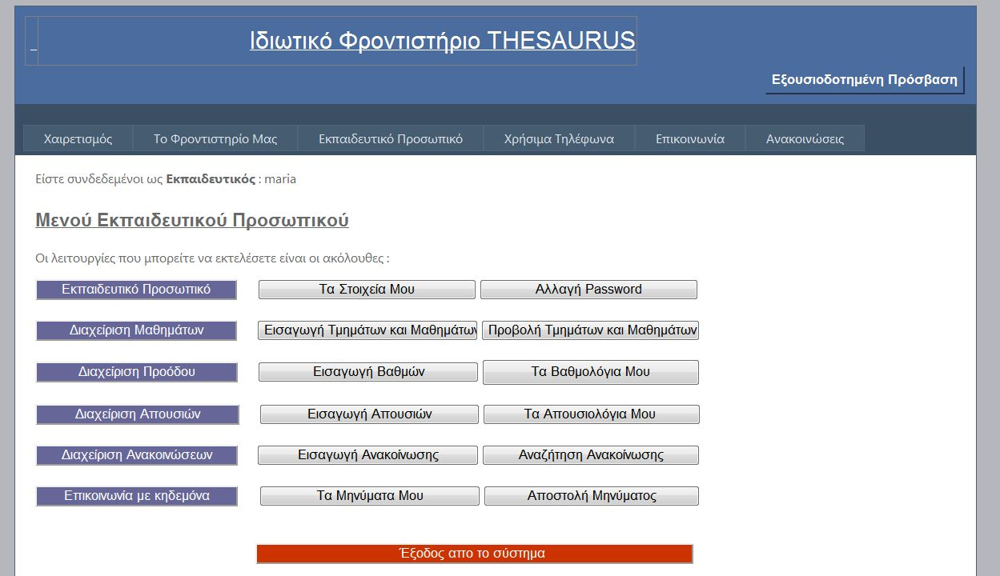 Ιδιωτικό Φροντιστήριο THESAURUS
Εξουσιοδοτημένη Πρόσβαση
Χαιρετισμός Το Φροντιστηρίο Μας Εκπαιδευτικό Προσωπικό Χρήσιμα Τηλέφωνα Επικοινωνία Ανακοινώσεις
Είστε συνδεδεμένοι ως Εκπαιδευτικός : maria
Μενού Εκπαιδευτικού Προσωπικού
Οι λειτουργίες που μπορείτε να εκτελέσετε είναι οι ακόλουθες :
Εκπαιδευτικό Προσωπικό Τα Στοιχεία Μου Αλλαγή Password
Διαχείριση Μαθημάτων Εισαγωγή Τμημάτων και Μαθημάτων Προβολή Τμημάτων και Μαθημάτων
Διαχείριση Προόδου Εισαγωγή Βαθμών Τα Βαθμολόγια Μου
Διαχείριση Απουσιών Εισαγωγή Απουσιών Τα Απουσιολόγια Μου
Διαχείριση Ανακοινώσεων Εισαγωγή Ανακοίνωσης Αναζήτηση Ανακοίνωσης
Επικοινωνία με κηδεμόνα Τα Μηνύματα Μου Αποστολή Μηνύματος
Έξοδος απο το σύστημα